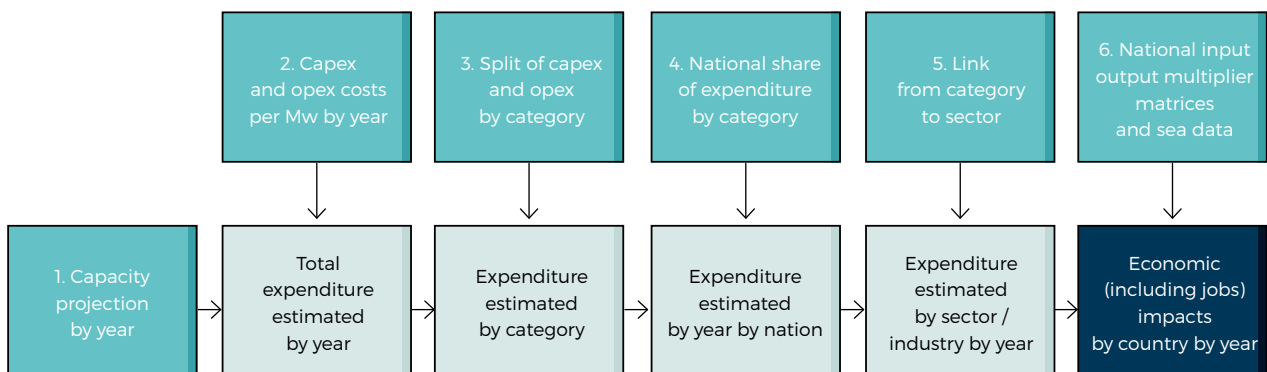 2. Capex
and opex costs
per Mw by year
3. Split of capex
and opex
by category
4. National share
of expenditure
by category
5. Link
from category
to sector
6. National input
output multiplier
matrices
and sea data
1. Capacity
projection
by year
Total
expenditure
estimated
by year
Expenditure
estimated
by category
Expenditure
estimated
by year by nation
Expenditure
estimated
by sector /
industry by year
Economic
(including jobs)
impacts
by country by year